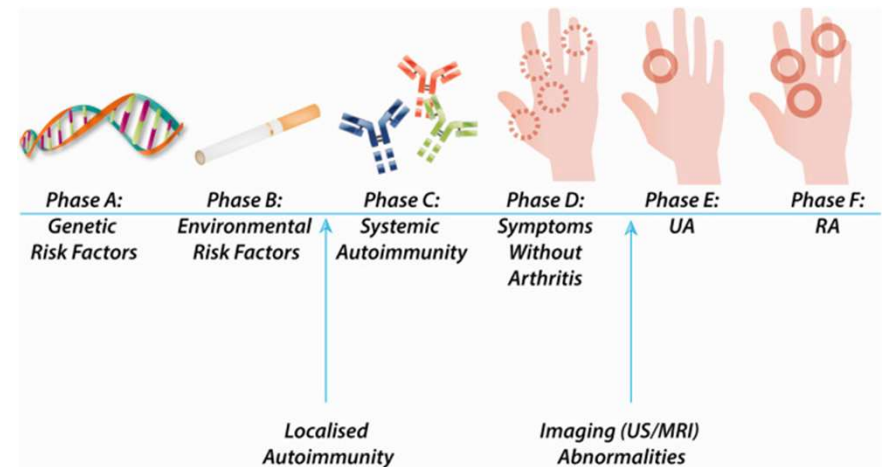 Phase A:
Genetic
Risk Factors
Phase B:
Environmental
Risk Factors
Phase C:
Systemic
Autoimmunity
Phase D:
Symptoms
Without
Arthritis
Phase E:
UA
Phase F:
RA
Localised
Autoimmunity
Imaging (US/MRI)
Abnormalities